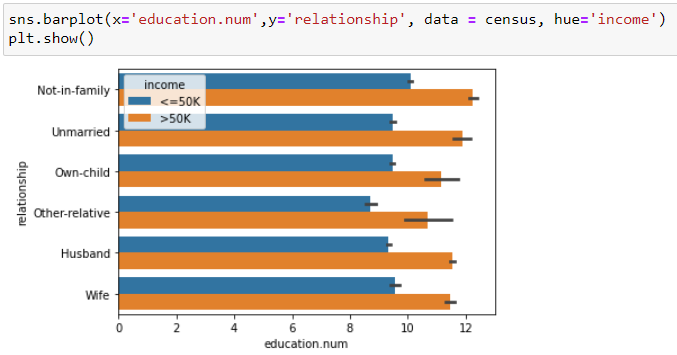 sns.barplot(x='education.num',y='relationship', data = census, hue='income')
plt.show()
income
<=50K
>50K
Not-in-family
Unmarried
Own-child
Other-relative
Husband
Wife
relationship
0 2 4 6 8 10 12
education.num